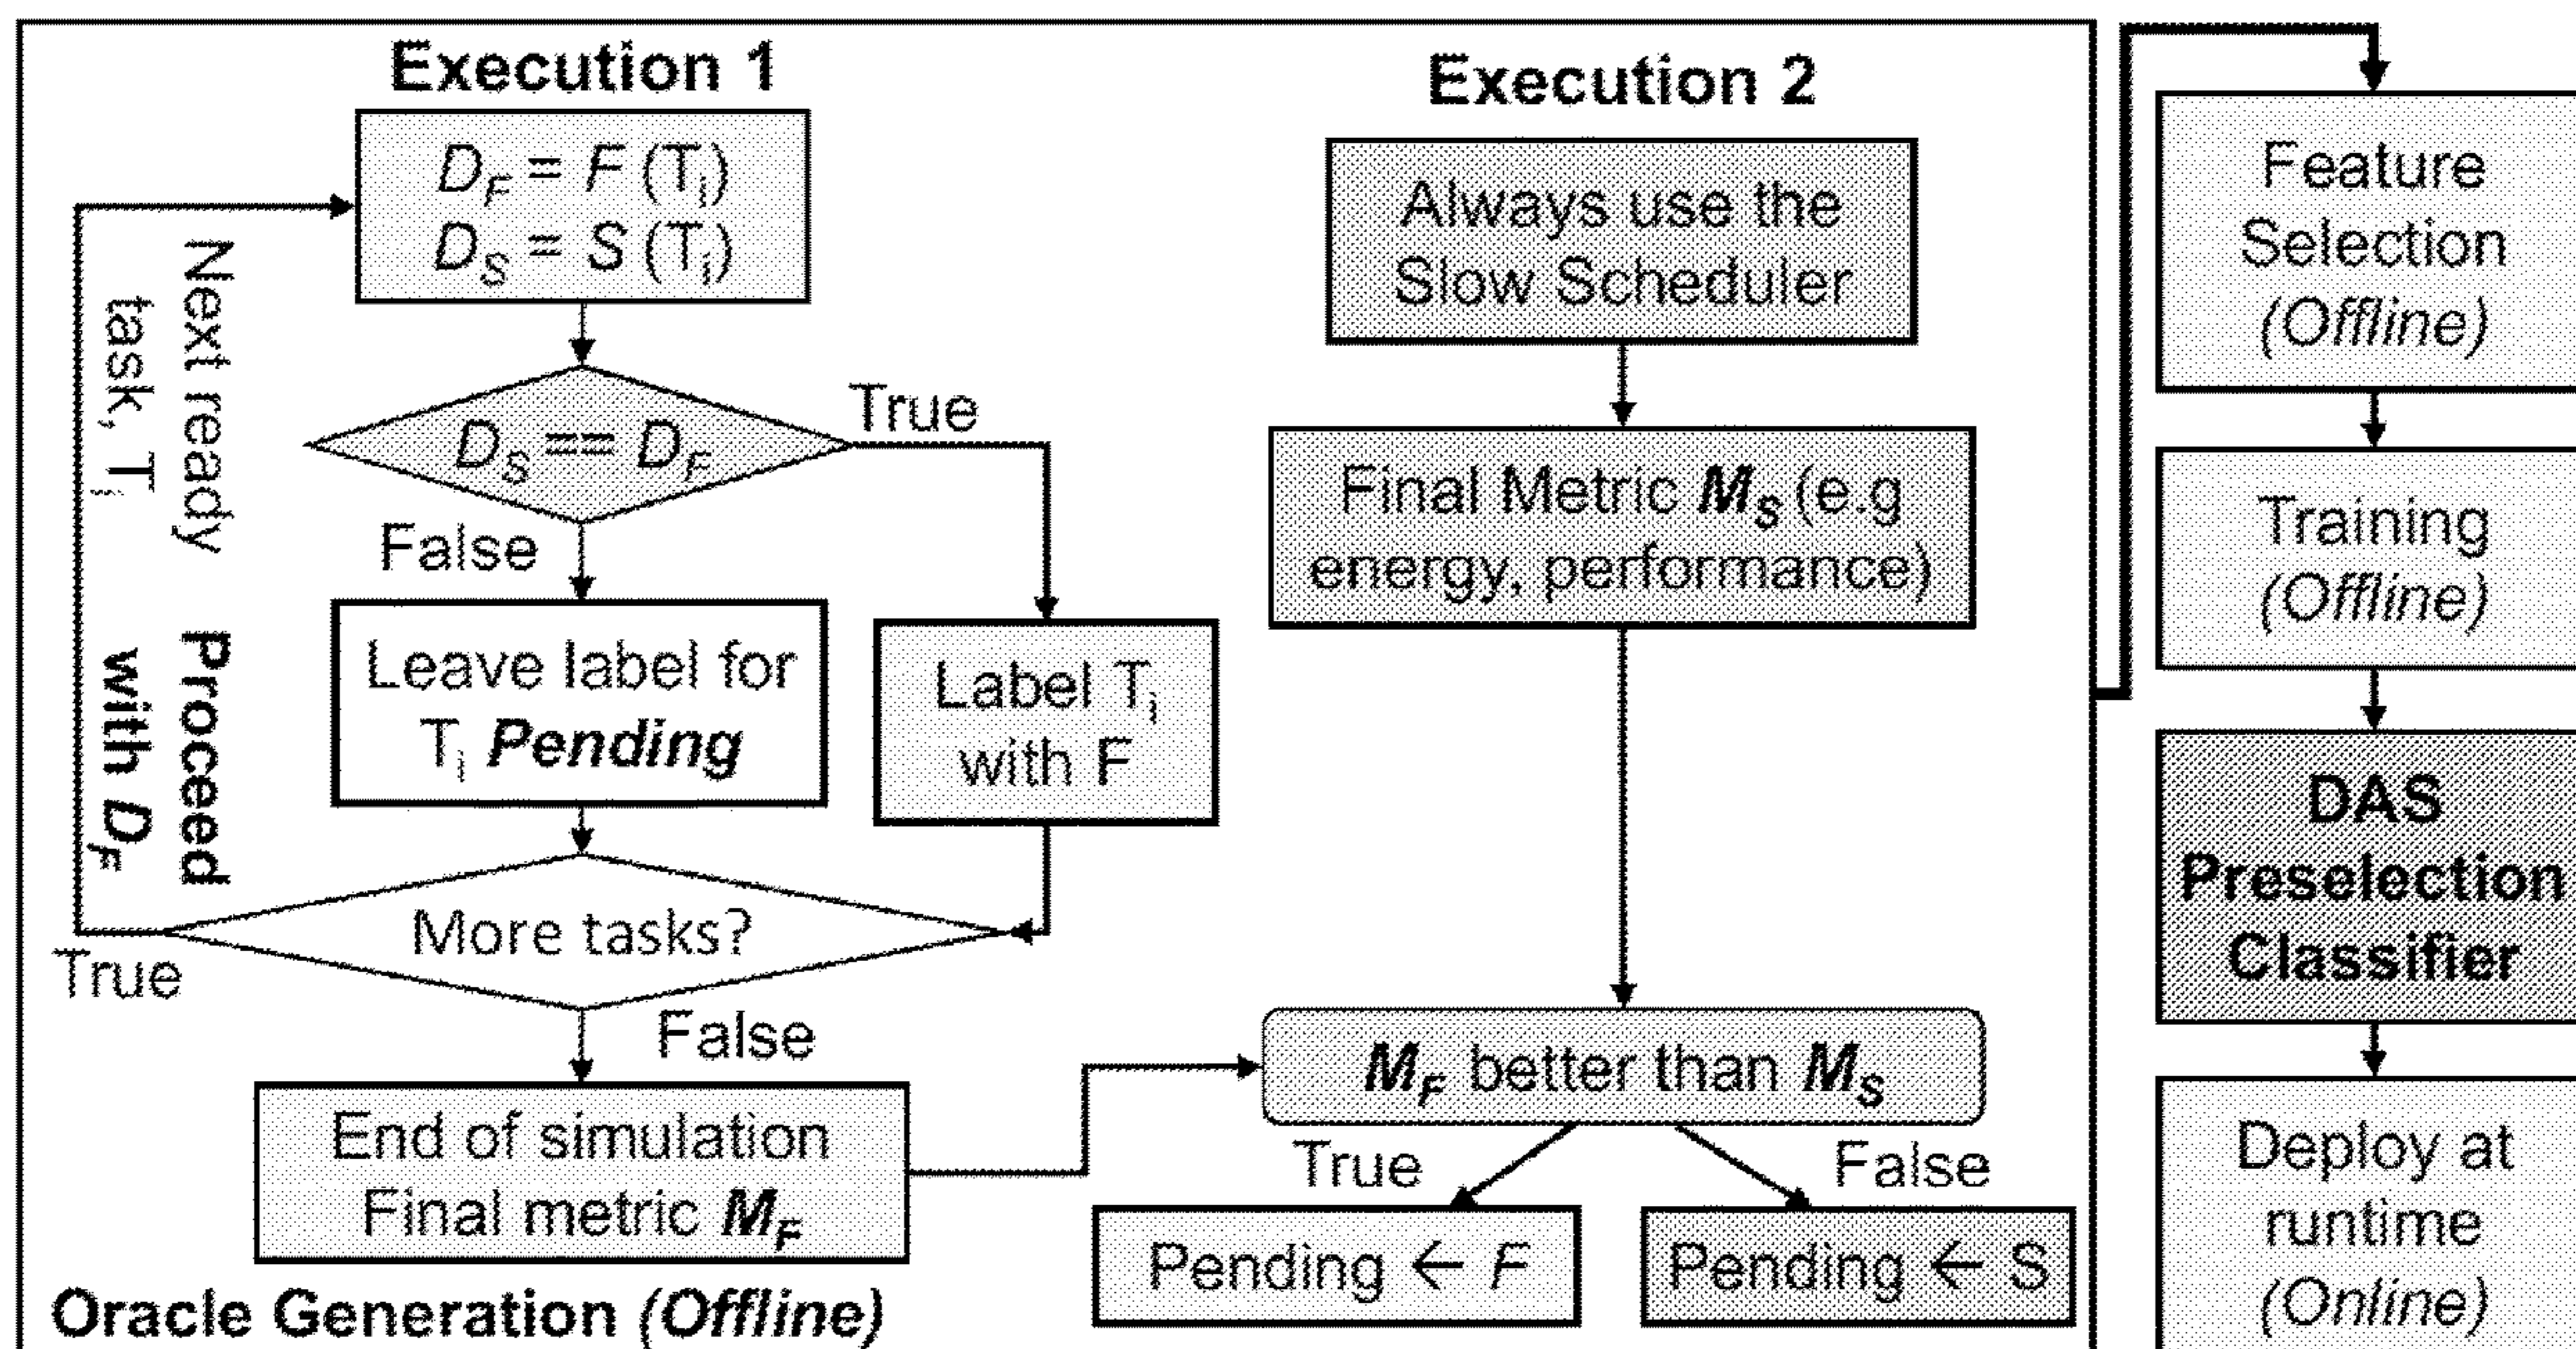 Execution 1
D_F = F (T_i)
D_S = S (T_i)
Next ready
task, T_i
D_S == D_F
True
False
Proceed
with D_F
Leave label for
T_i Pending
Label T_i
with F
More tasks?
True
False
End of simulation
Final metric M_F
Oracle Generation (Offline)
Execution 2
Always use the
Slow Scheduler
Final Metric M_S (e.g
energy, performance)
M_F better than M_S
True
False
Pending ← F
Pending ← S
Feature
Selection
(Offline)
Training
(Offline)
DAS
Preselection
Classifier
Deploy at
runtime
(Online)